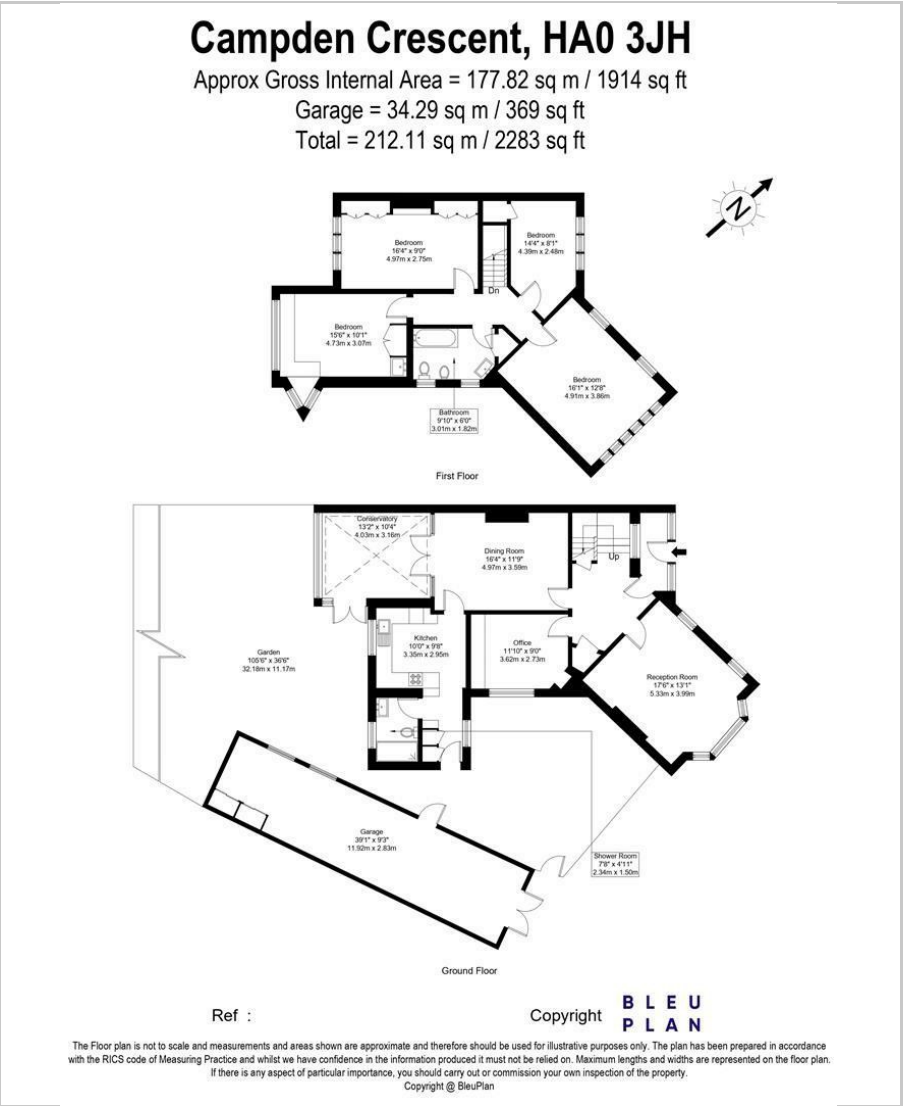 Campden Crescent, HA0 3JH
Approx Gross Internal Area = 177.82 sq m / 1914 sq ft
Garage = 34.29 sq m / 369 sq ft
Total = 212.11 sq m / 2283 sq ft
N
Bedroom
16'4" x 9'0"
4.97m x 2.75m
Bedroom
14'4" x 8'1"
4.39m x 2.48m
Dn
Bedroom
15'6" x 10'1"
4.73m x 3.07m
Bedroom
16'1" x 12'8"
4.91m x 3.86m
Bathroom
9'10" x 6'0"
3.01m x 1.82m
First Floor
Conservatory
13'2" x 10'4"
4.03m x 3.16m
Dining Room
16'4" x 11'9"
4.97m x 3.59m
Up
Kitchen
10'0" x 9'8"
3.35m x 2.95m
Office
11'10" x 9'0"
3.62m x 2.73m
Garden
105'6" x 36'6"
32.18m x 11.17m
Reception Room
17'6" x 13'1"
5.33m x 3.99m
Garage
39'1" x 9'3"
11.92m x 2.83m
Shower Room
7'8" x 4'11"
2.34m x 1.50m
Ground Floor
Ref :
Copyright
BLEU
PLAN
The Floor plan is not to scale and measurements and areas shown are approximate and therefore should be used for illustrative purposes only. The plan has been prepared in accordance
with the RICS code of Measuring Practice and whilst we have confidence in the information produced it must not be relied on. Maximum lengths and widths are represented on the floor plan.
If there is any aspect of particular importance, you should carry out or commission your own inspection of the property.
Copyright @ BleuPlan